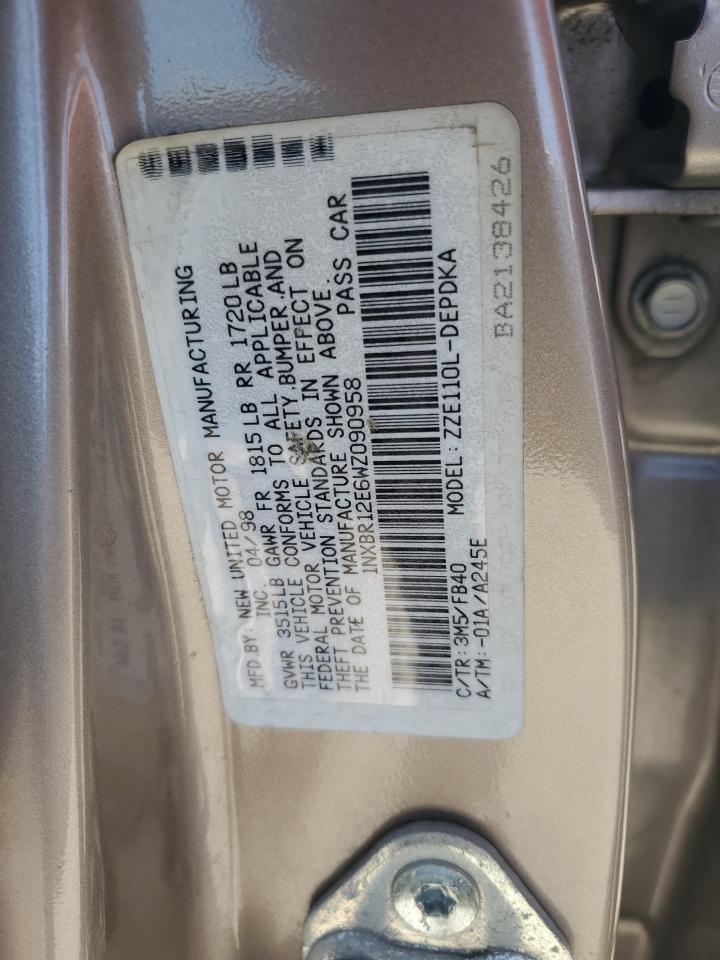 MFD.BY: NEW UNITED MOTOR MANUFACTURING
INC. 04/98
GVWR 3515LB GAWR FR 1815LB RR 1720LB
THIS VEHICLE CONFORMS TO ALL APPLICABLE
FEDERAL MOTOR VEHICLE SAFETY,BUMPER,AND
THEFT PREVENTION STANDARDS IN EFFECT ON
THE DATE OF MANUFACTURE SHOWN ABOVE.
1NXBR12E6WZ090958 PASS CAR
C/TR: 3M5/FB40 MODEL: ZZE110L-DEPDKA
A/TM: -01A/A245E
BA2138426